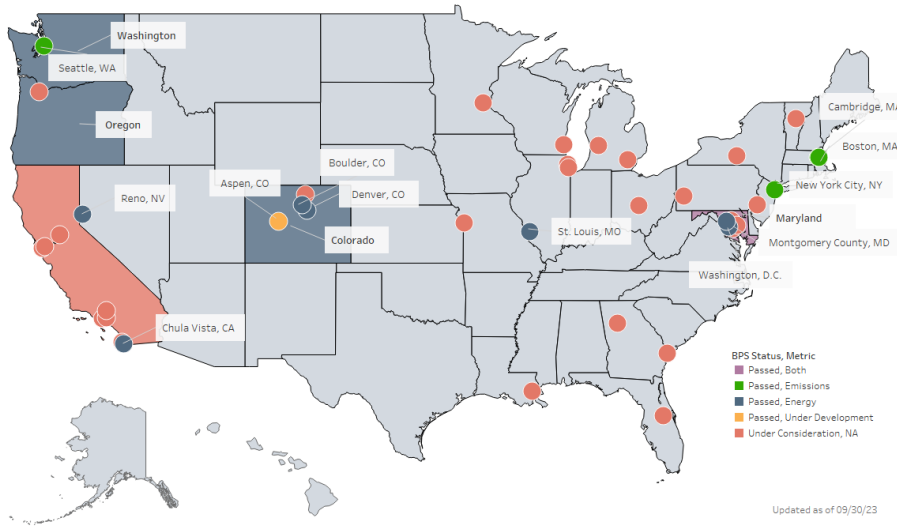 Washington
Seattle, WA
Oregon
Cambridge, MA
Boston, MA
Boulder, CO
Aspen, CO
Denver, CO
Reno, NV
New York City, NY
Maryland
St. Louis, MO
Colorado
Montgomery County, MD
Washington, D.C.
Chula Vista, CA
BPS Status, Metric
Passed, Both
Passed, Emissions
Passed, Energy
Passed, Under Development
Under Consideration, NA
Updated as of 09/30/23